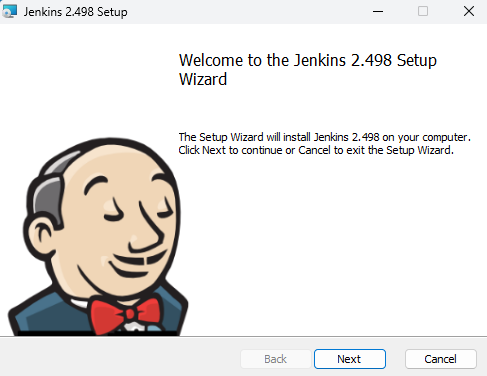 Jenkins 2.498 Setup
Welcome to the Jenkins 2.498 Setup
Wizard
The Setup Wizard will install Jenkins 2.498 on your computer.
Click Next to continue or Cancel to exit the Setup Wizard.
Back
Next
Cancel